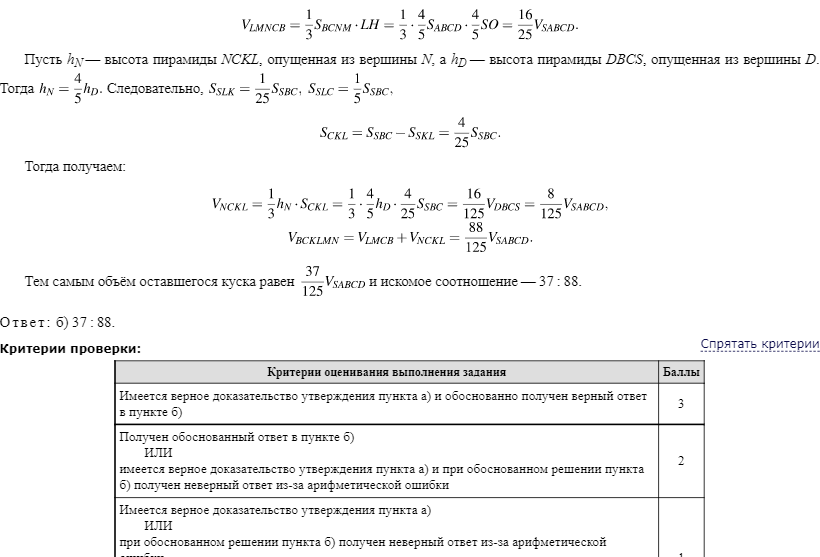 V_{LMNCB} = \frac{1}{3} S_{BCNM} · LH = \frac{1}{3} · \frac{4}{5} S_{ABCD} · \frac{4}{5} SO = \frac{16}{25} V_{SABCD}.
Пусть h_N — высота пирамиды NCKL, опущенная из вершины N, а h_D — высота пирамиды DBCS, опущенная из вершины D.
Тогда h_N = \frac{4}{5} h_D. Следовательно, S_{SLK} = \frac{1}{25} S_{SBC}, S_{SLC} = \frac{1}{5} S_{SBC},
S_{CKL} = S_{SBC} − S_{SKL} = \frac{4}{25} S_{SBC}.
Тогда получаем:
V_{NCKL} = \frac{1}{3} h_N · S_{CKL} = \frac{1}{3} · \frac{4}{5} h_D · \frac{4}{25} S_{SBC} = \frac{16}{125} V_{DBCS} = \frac{8}{125} V_{SABCD},
V_{BCKLMN} = V_{LMCB} + V_{NCKL} = \frac{88}{125} V_{SABCD}.
Тем самым объём оставшегося куска равен \frac{37}{125} V_{SABCD} и искомое соотношение — 37 : 88.
Ответ: б) 37 : 88.
Критерии проверки:
Спрятать критерии
Критерии оценивания выполнения задания Баллы
Имеется верное доказательство утверждения пункта а) и обоснованно получен верный ответ
в пункте б)
3
Получен обоснованный ответ в пункте б)
ИЛИ
имеется верное доказательство утверждения пункта а) и при обоснованном решении пункта
б) получен неверный ответ из-за арифметической ошибки
2
Имеется верное доказательство утверждения пункта а)
ИЛИ
при обоснованном решении пункта б) получен неверный ответ из-за арифметической